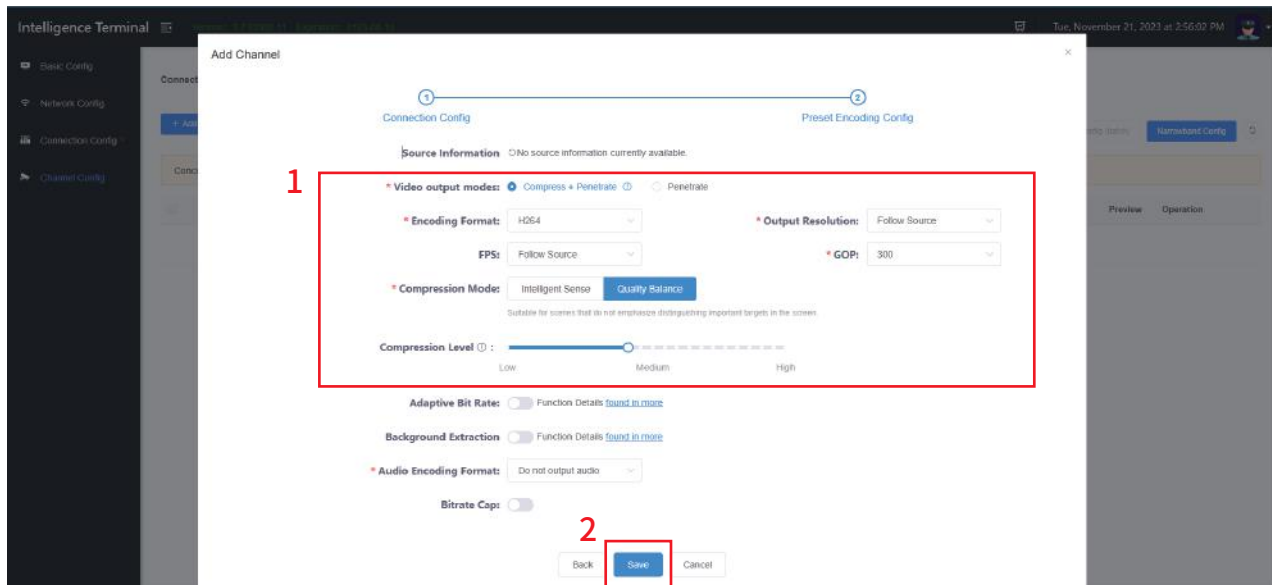 Intelligence Terminal
Tue, November 21, 2023 at 2:56:02 PM
Add Channel
Basic Config
Network Config
Connection Config
Channel Config
Connect
+ Add
1
2
Connection Config
Preset Encoding Config
Narrowband Config
Source Information No source information currently available.
1
* Video output modes: Compress + Penetrate Penetrate
* Encoding Format: H264 * Output Resolution: Follow Source
Preview Operation
FPS: Follow Source * GOP: 300
* Compression Mode: Intelligent Sense Quality Balance
Suitable for scenes that do not emphasize distinguishing important targets in the screen
Compression Level :
Low Medium High
Adaptive Bit Rate: Function Details found in more
Background Extraction Function Details found in more
* Audio Encoding Format: Do not output audio
Bitrate Cap:
2
Back Save Cancel